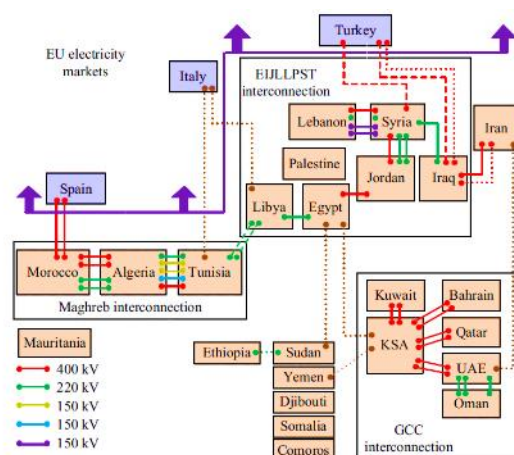 Turkey
EU electricity
markets
Italy
EIJLLPST
interconnection
Lebanon
Syria
Iran
Palestine
Jordan
Iraq
Spain
Libya
Egypt
Morocco
Algeria
Tunisia
Maghreb interconnection
Kuwait
Bahrain
Mauritania
KSA
Qatar
Ethiopia
Sudan
400 kV
Yemen
UAE
220 kV
Djibouti
Oman
150 kV
Somalia
150 kV
GCC
150 kV
Comoros
interconnection